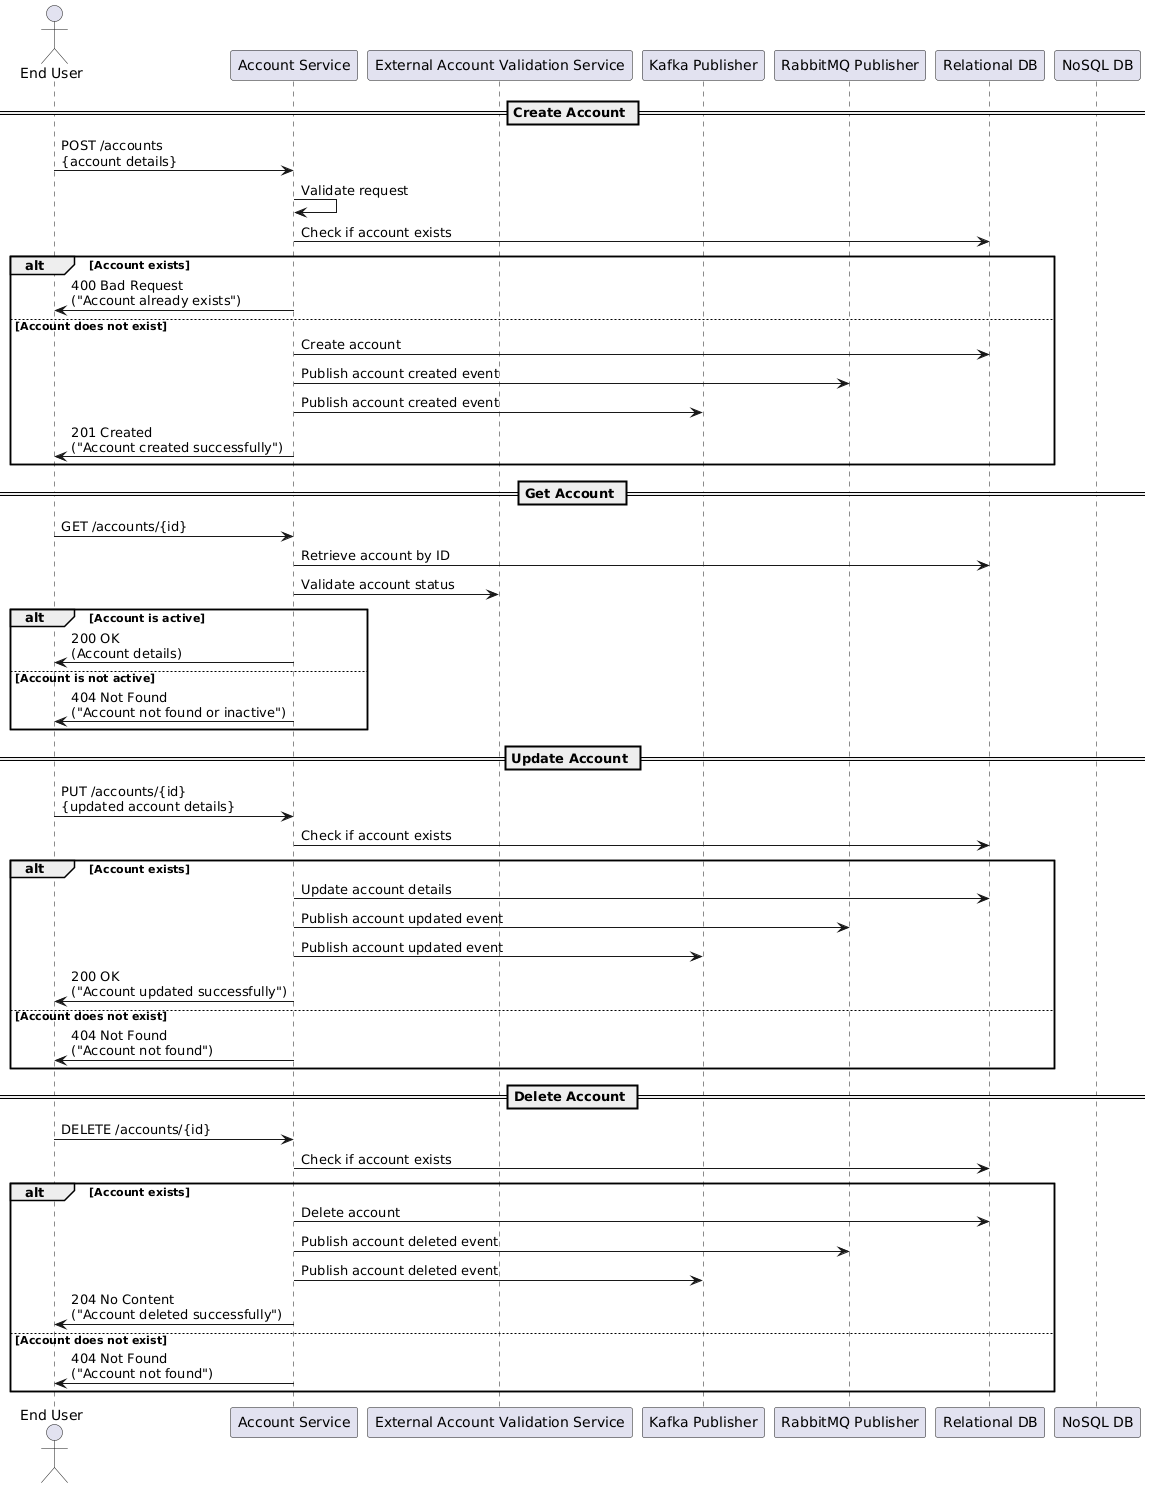 End User
Account Service
External Account Validation Service
Kafka Publisher
RabbitMQ Publisher
Relational DB
NoSQL DB
Create Account
POST /accounts
{account details}
Validate request
Check if account exists
alt
[Account exists]
400 Bad Request
("Account already exists")
[Account does not exist]
Create account
Publish account created event
Publish account created event
201 Created
("Account created successfully")
Get Account
GET /accounts/{id}
Retrieve account by ID
Validate account status
alt
[Account is active]
200 OK
(Account details)
[Account is not active]
404 Not Found
("Account not found or inactive")
Update Account
PUT /accounts/{id}
{updated account details}
Check if account exists
alt
[Account exists]
Update account details
Publish account updated event
Publish account updated event
200 OK
("Account updated successfully")
[Account does not exist]
404 Not Found
("Account not found")
Delete Account
DELETE /accounts/{id}
Check if account exists
alt
[Account exists]
Delete account
Publish account deleted event
Publish account deleted event
204 No Content
("Account deleted successfully")
[Account does not exist]
404 Not Found
("Account not found")
End User
Account Service
External Account Validation Service
Kafka Publisher
RabbitMQ Publisher
Relational DB
NoSQL DB